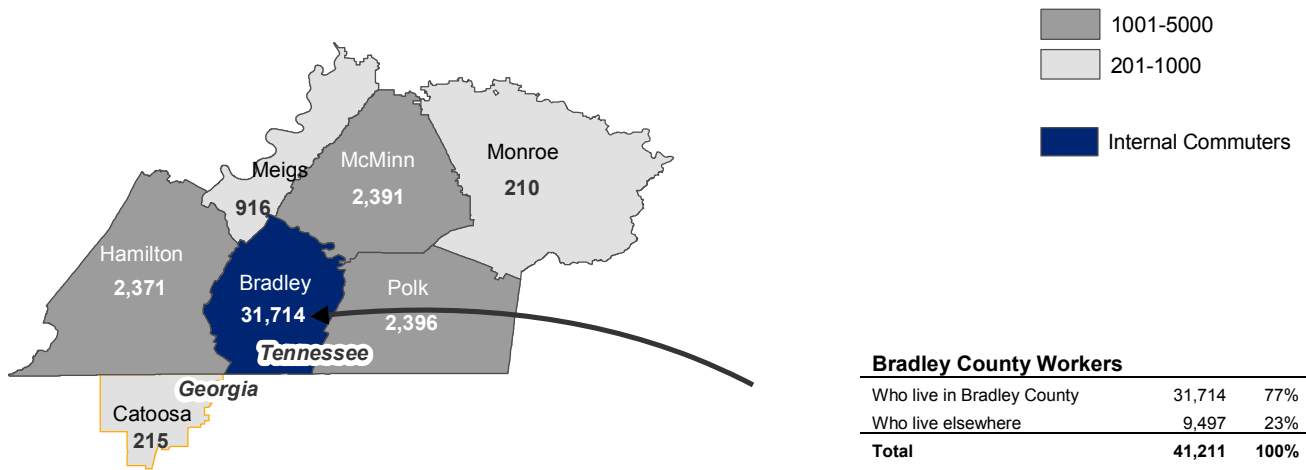 1001-5000
201-1000
Internal Commuters
Meigs
916
McMinn
2,391
Monroe
210
Hamilton
2,371
Bradley
31,714
Polk
2,396
Tennessee
Georgia
Catoosa
215
Bradley County Workers
Who live in Bradley County 31,714 77%
Who live elsewhere 9,497 23%
Total 41,211 100%